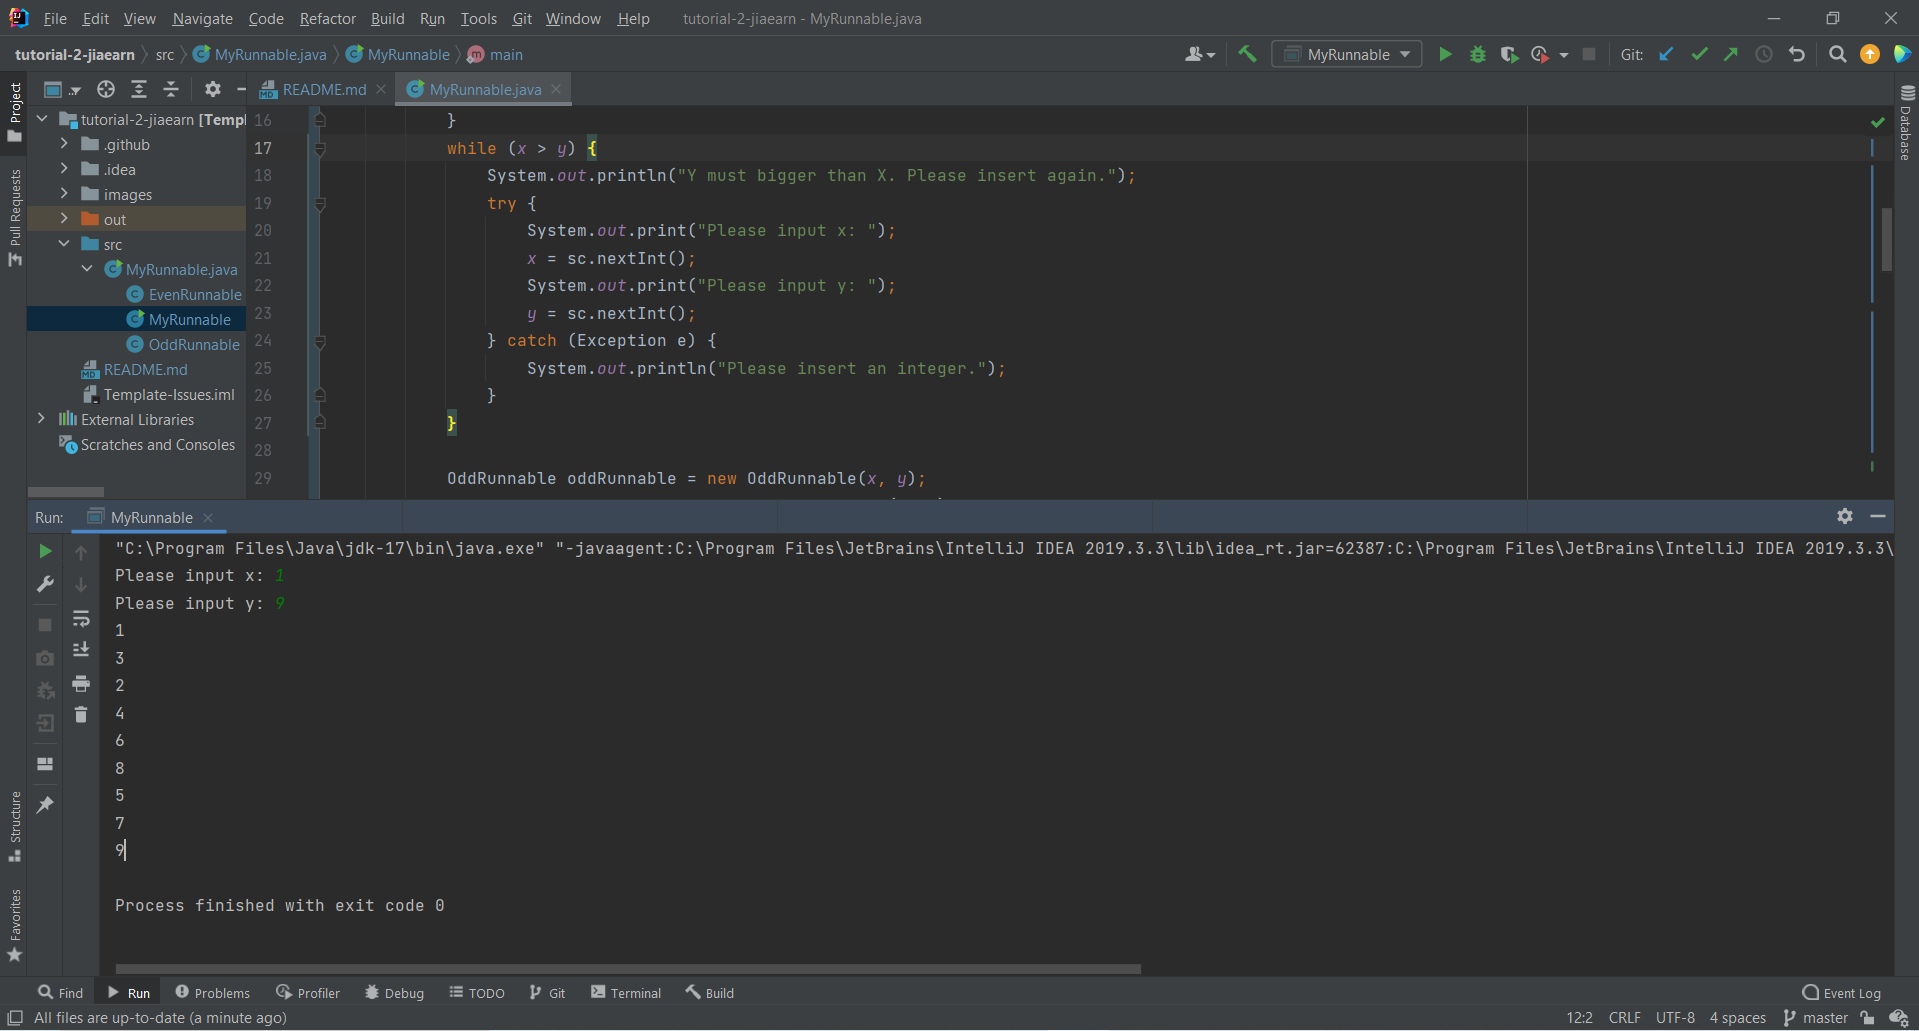 File Edit View Navigate Code Refactor Build Run Tools Git Window Help tutorial-2-jiaearn - MyRunnable.java
tutorial-2-jiaearn src MyRunnable.java MyRunnable main MyRunnable Git:
Project
Pull Requests
Structure
Favorites
Database
tutorial-2-jiaearn [Templ
.github
.idea
images
out
src
MyRunnable.java
EvenRunnable
MyRunnable
OddRunnable
README.md
Template-Issues.iml
External Libraries
Scratches and Consoles
README.md MyRunnable.java
16 }
17 while (x > y) {
18 System.out.println("Y must bigger than X. Please insert again.");
19 try {
20 System.out.print("Please input x: ");
21 x = sc.nextInt();
22 System.out.print("Please input y: ");
23 y = sc.nextInt();
24 } catch (Exception e) {
25 System.out.println("Please insert an integer.");
26 }
27 }
28
29 OddRunnable oddRunnable = new OddRunnable(x, y);
Run: MyRunnable
"C:\Program Files\Java\jdk-17\bin\java.exe" "-javaagent:C:\Program Files\JetBrains\IntelliJ IDEA 2019.3.3\lib\idea_rt.jar=62387:C:\Program Files\JetBrains\IntelliJ IDEA 2019.3.3\
Please input x: 1
Please input y: 9
1
3
2
4
6
8
5
7
9
Process finished with exit code 0
Find Run Problems Profiler Debug TODO Git Terminal Build Event Log
All files are up-to-date (a minute ago) 12:2 CRLF UTF-8 4 spaces master